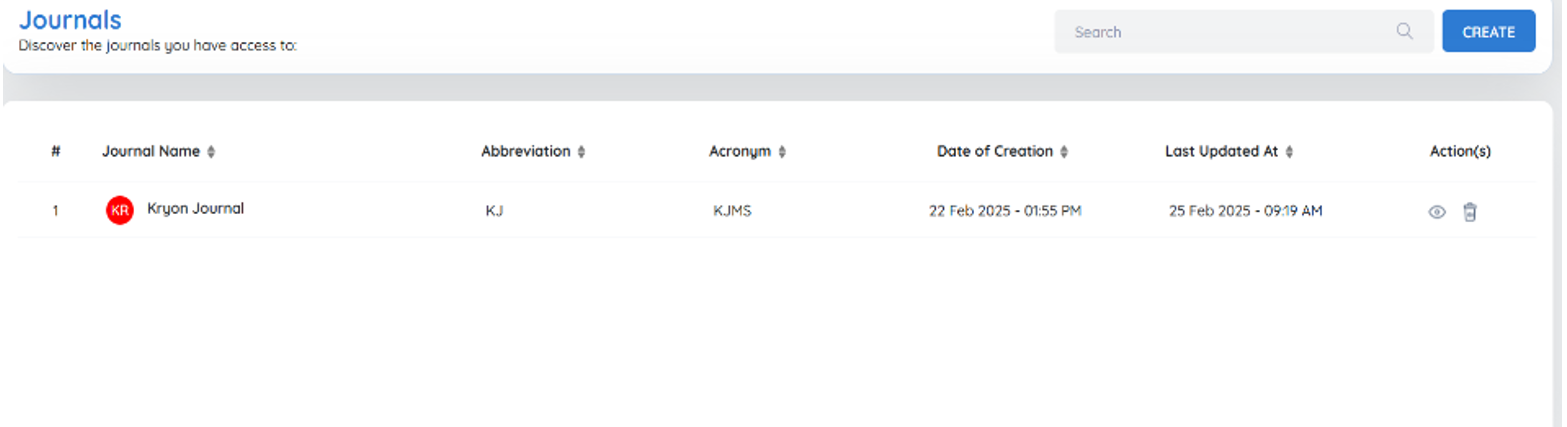 Journals
Discover the journals you have access to:
Search
CREATE
# Journal Name Abbreviation Acronym Date of Creation Last Updated At Action(s)
1 KR Kryon Journal KJ KJMS 22 Feb 2025 - 01:55 PM 25 Feb 2025 - 09:19 AM